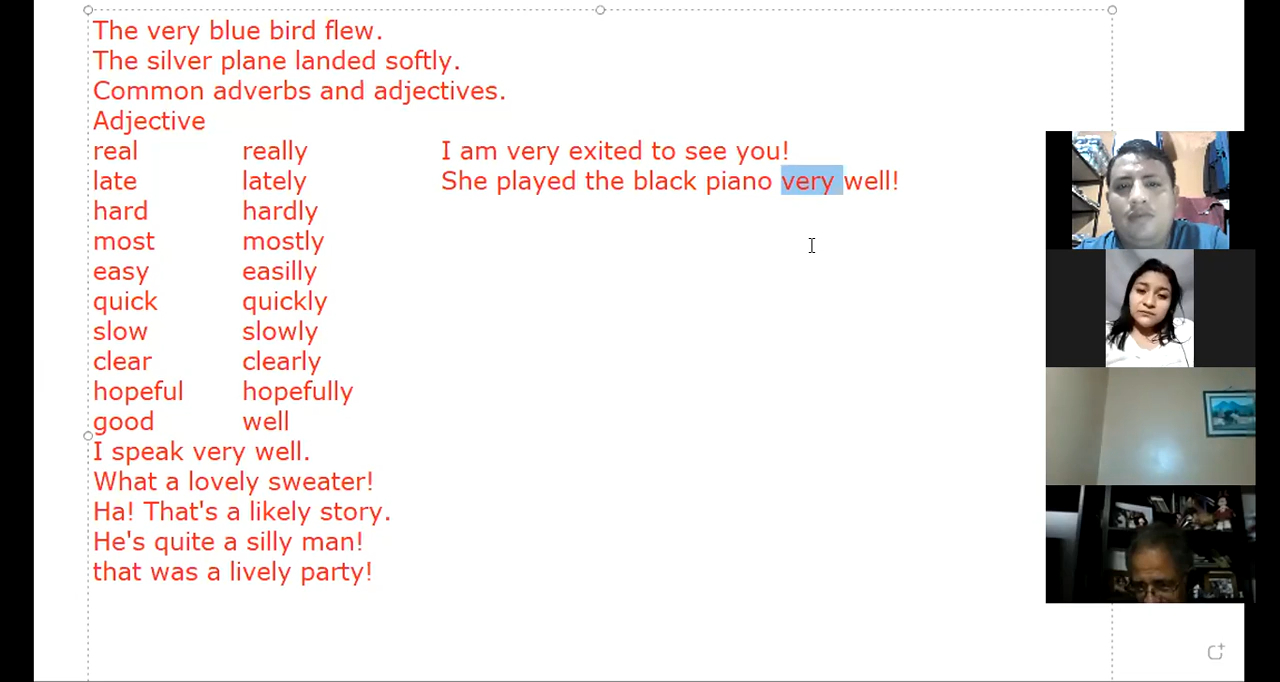 The very blue bird flew.
The silver plane landed softly.
Common adverbs and adjectives.
Adjective
real really I am very exited to see you!
late lately She played the black piano very well!
hard hardly
most mostly
easy easilly
quick quickly
slow slowly
clear clearly
hopeful hopefully
good well
I speak very well.
What a lovely sweater!
Ha! That's a likely story.
He's quite a silly man!
that was a lively party!